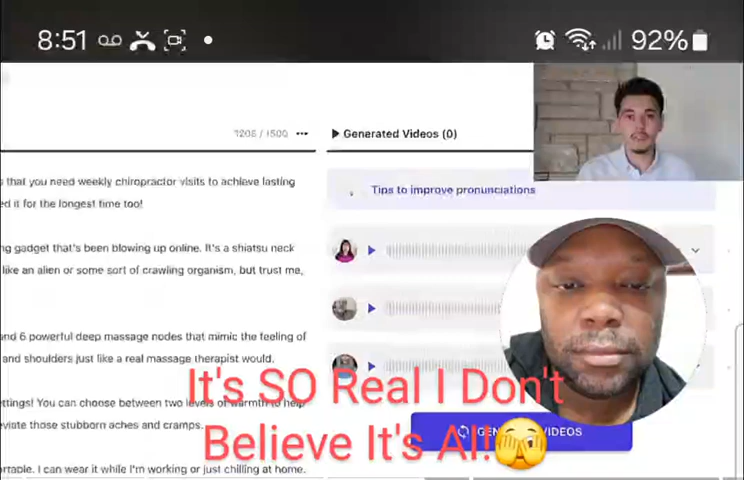 8:51
92%
1208 / 1500
Generated Videos (0)
s that you need weekly chiropractor visits to achieve lasting
ed it for the longest time too!
Tips to improve pronunciations
ng gadget that's been blowing up online. It's a shiatsu neck
like an alien or some sort of crawling organism, but trust me,
and 6 powerful deep massage nodes that mimic the feeling of
and shoulders just like a real massage therapist would.
ettings! You can choose between two levels of warmth to help
eviate those stubborn aches and cramps.
rtable. I can wear it while I'm working or just chilling at home.
VIDEOS
It's SO Real I Don't
Believe It's AI!🫣